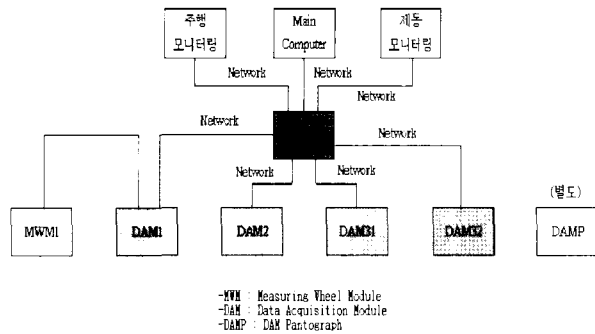 주행
모니터링
Main
Computer
제동
모니터링
Network
Network
Network
Network
Network
Network
Network
(별도)
MWM1
DAM1
DAM2
DAM31
DAM32
DAMP
-MWM : Measuring Wheel Module
-DAM : Data Acquisition Module
-DAMP : DAM Pantograph